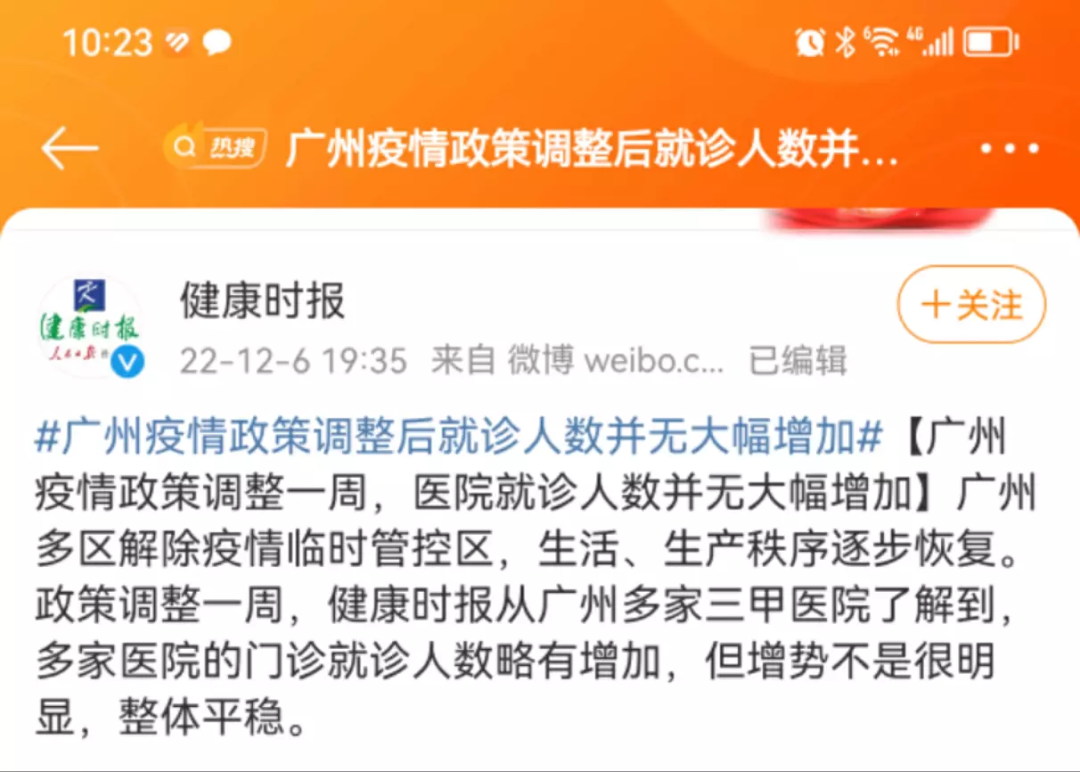 10:23
6 4G
热搜 广州疫情政策调整后就诊人数并...
健康时报
健康时报
+关注
22-12-6 19:35 来自 微博 weibo.c... 已编辑
#广州疫情政策调整后就诊人数并无大幅增加#【广州
疫情政策调整一周，医院就诊人数并无大幅增加】广州
多区解除疫情临时管控区，生活、生产秩序逐步恢复。
政策调整一周，健康时报从广州多家三甲医院了解到，
多家医院的门诊就诊人数略有增加，但增势不是很明
显，整体平稳。